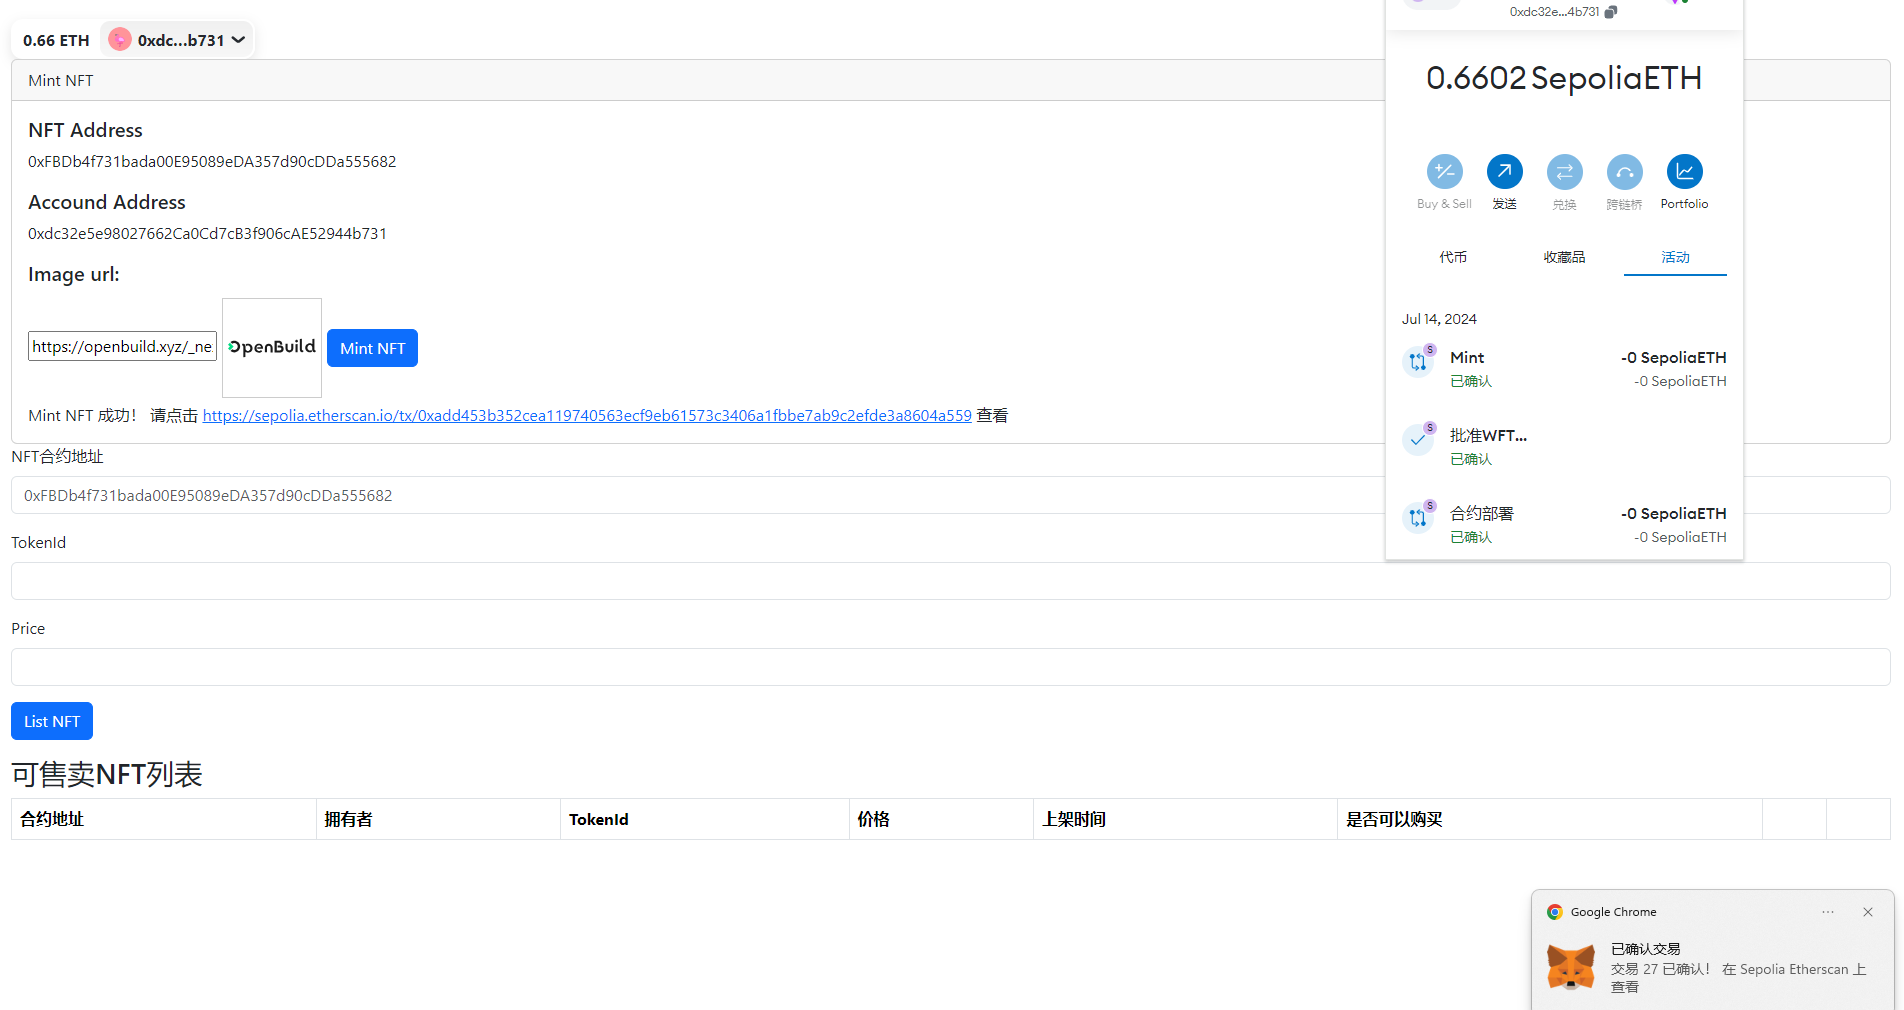 0.66 ETH 0xdc...b731
Mint NFT
NFT Address
0xFBDb4f731bada00E95089eDA357d90cDDa555682
Accound Address
0xdc32e5e98027662Ca0Cd7cB3f906cAE52944b731
Image url:
https://openbuild.xyz/_ne
OpenBuild
Mint NFT
Mint NFT 成功！ 请点击 https://sepolia.etherscan.io/tx/0xadd453b352cea119740563ecf9eb61573c3406a1fbbe7ab9c2efde3a8604a559 查看
NFT合约地址
0xFBDb4f731bada00E95089eDA357d90cDDa555682
TokenId
Price
List NFT
可售卖NFT列表
合约地址 拥有者 TokenId 价格 上架时间 是否可以购买
0xdc32e...4b731
0.6602 SepoliaETH
Buy & Sell 发送 兑换 跨链桥 Portfolio
代币 收藏品 活动
Jul 14, 2024
S
Mint -0 SepoliaETH
已确认 -0 SepoliaETH
S
批准WFT...
已确认
S
合约部署 -0 SepoliaETH
已确认 -0 SepoliaETH
Google Chrome
已确认交易
交易 27 已确认！ 在 Sepolia Etherscan 上
查看